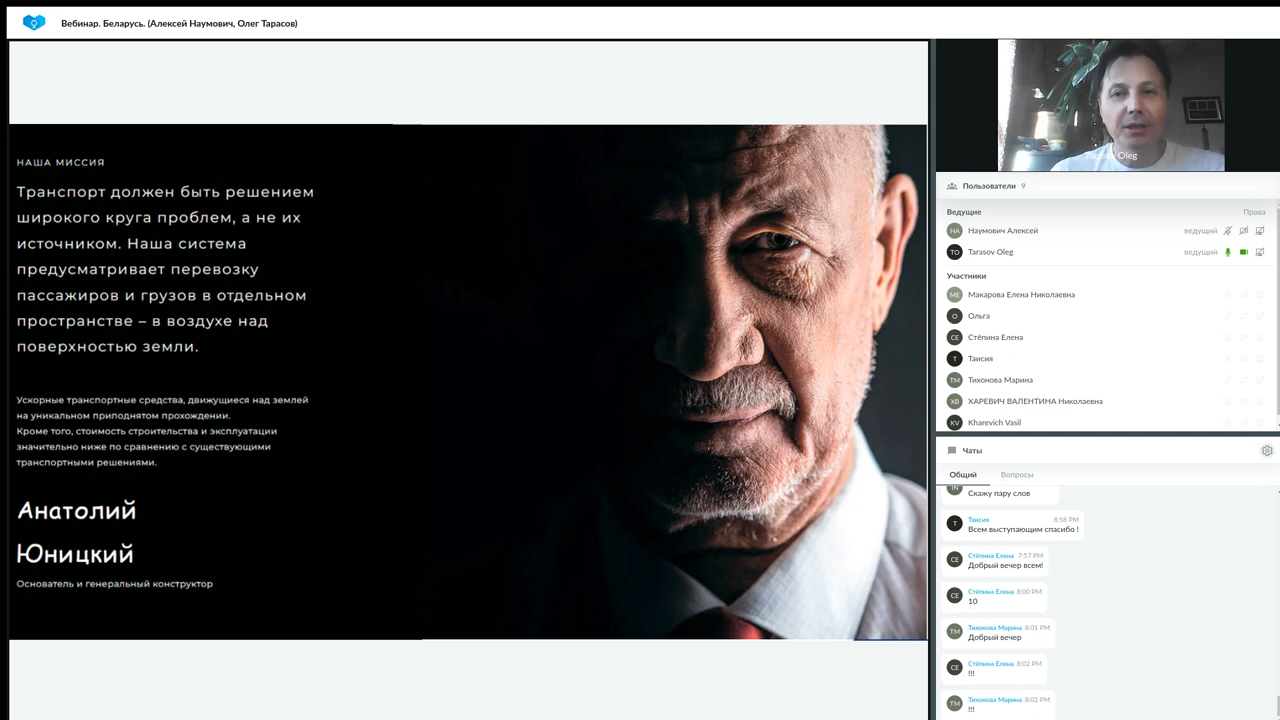 Вебинар. Беларусь. (Алексей Наумович, Олег Тарасов)
НАША МИССИЯ
Транспорт должен быть решением
широкого круга проблем, а не их
источником. Наша система
предусматривает перевозку
пассажиров и грузов в отдельном
пространстве – в воздухе над
поверхностью земли.
Ускорные транспортные средства, движущиеся над землей
на уникальном приподнятом прохождении.
Кроме того, стоимость строительства и эксплуатации
значительно ниже по сравнению с существующими
транспортными решениями.
Анатолий
Юницкий
Основатель и генеральный конструктор
Tarasov Oleg
Пользователи 9
Ведущие Права
НА Наумович Алексей ведущий
TO Tarasov Oleg ведущий
Участники
МЕ Макарова Елена Николаевна
О Ольга
СЕ Стёпина Елена
Т Таисия
ТМ Тихонова Марина
ХВ ХАРЕВИЧ ВАЛЕНТИНА Николаевна
KV Kharevich Vasil
Чаты
Общий Вопросы
Скажу пару слов
Т Таисия 8:58 PM
Всем выступающим спасибо !
СЕ Стёпина Елена 7:57 PM
Добрый вечер всем!
СЕ Стёпина Елена 8:00 PM
10
ТМ Тихонова Марина 8:01 PM
Добрый вечер
СЕ Стёпина Елена 8:02 PM
!!!
ТМ Тихонова Марина 8:02 PM
!!!